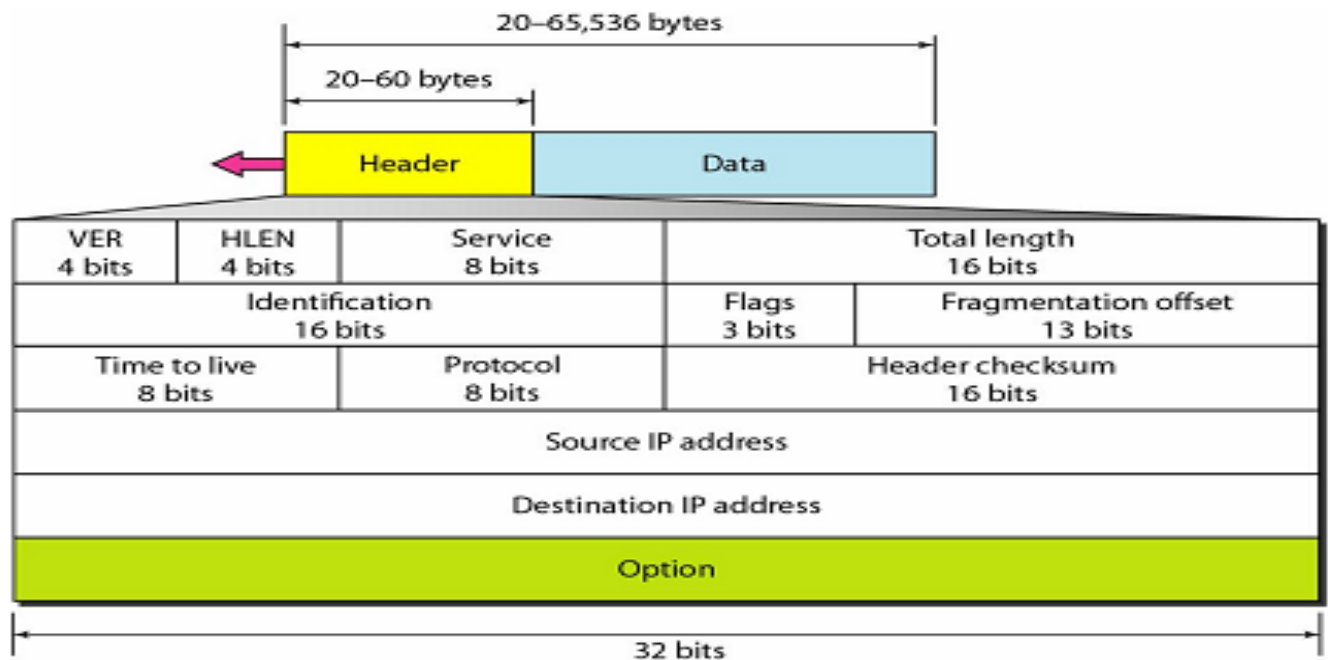 20–65,536 bytes
20–60 bytes
Header
Data
VER
4 bits
HLEN
4 bits
Service
8 bits
Total length
16 bits
Identification
16 bits
Flags
3 bits
Fragmentation offset
13 bits
Time to live
8 bits
Protocol
8 bits
Header checksum
16 bits
Source IP address
Destination IP address
Option
32 bits